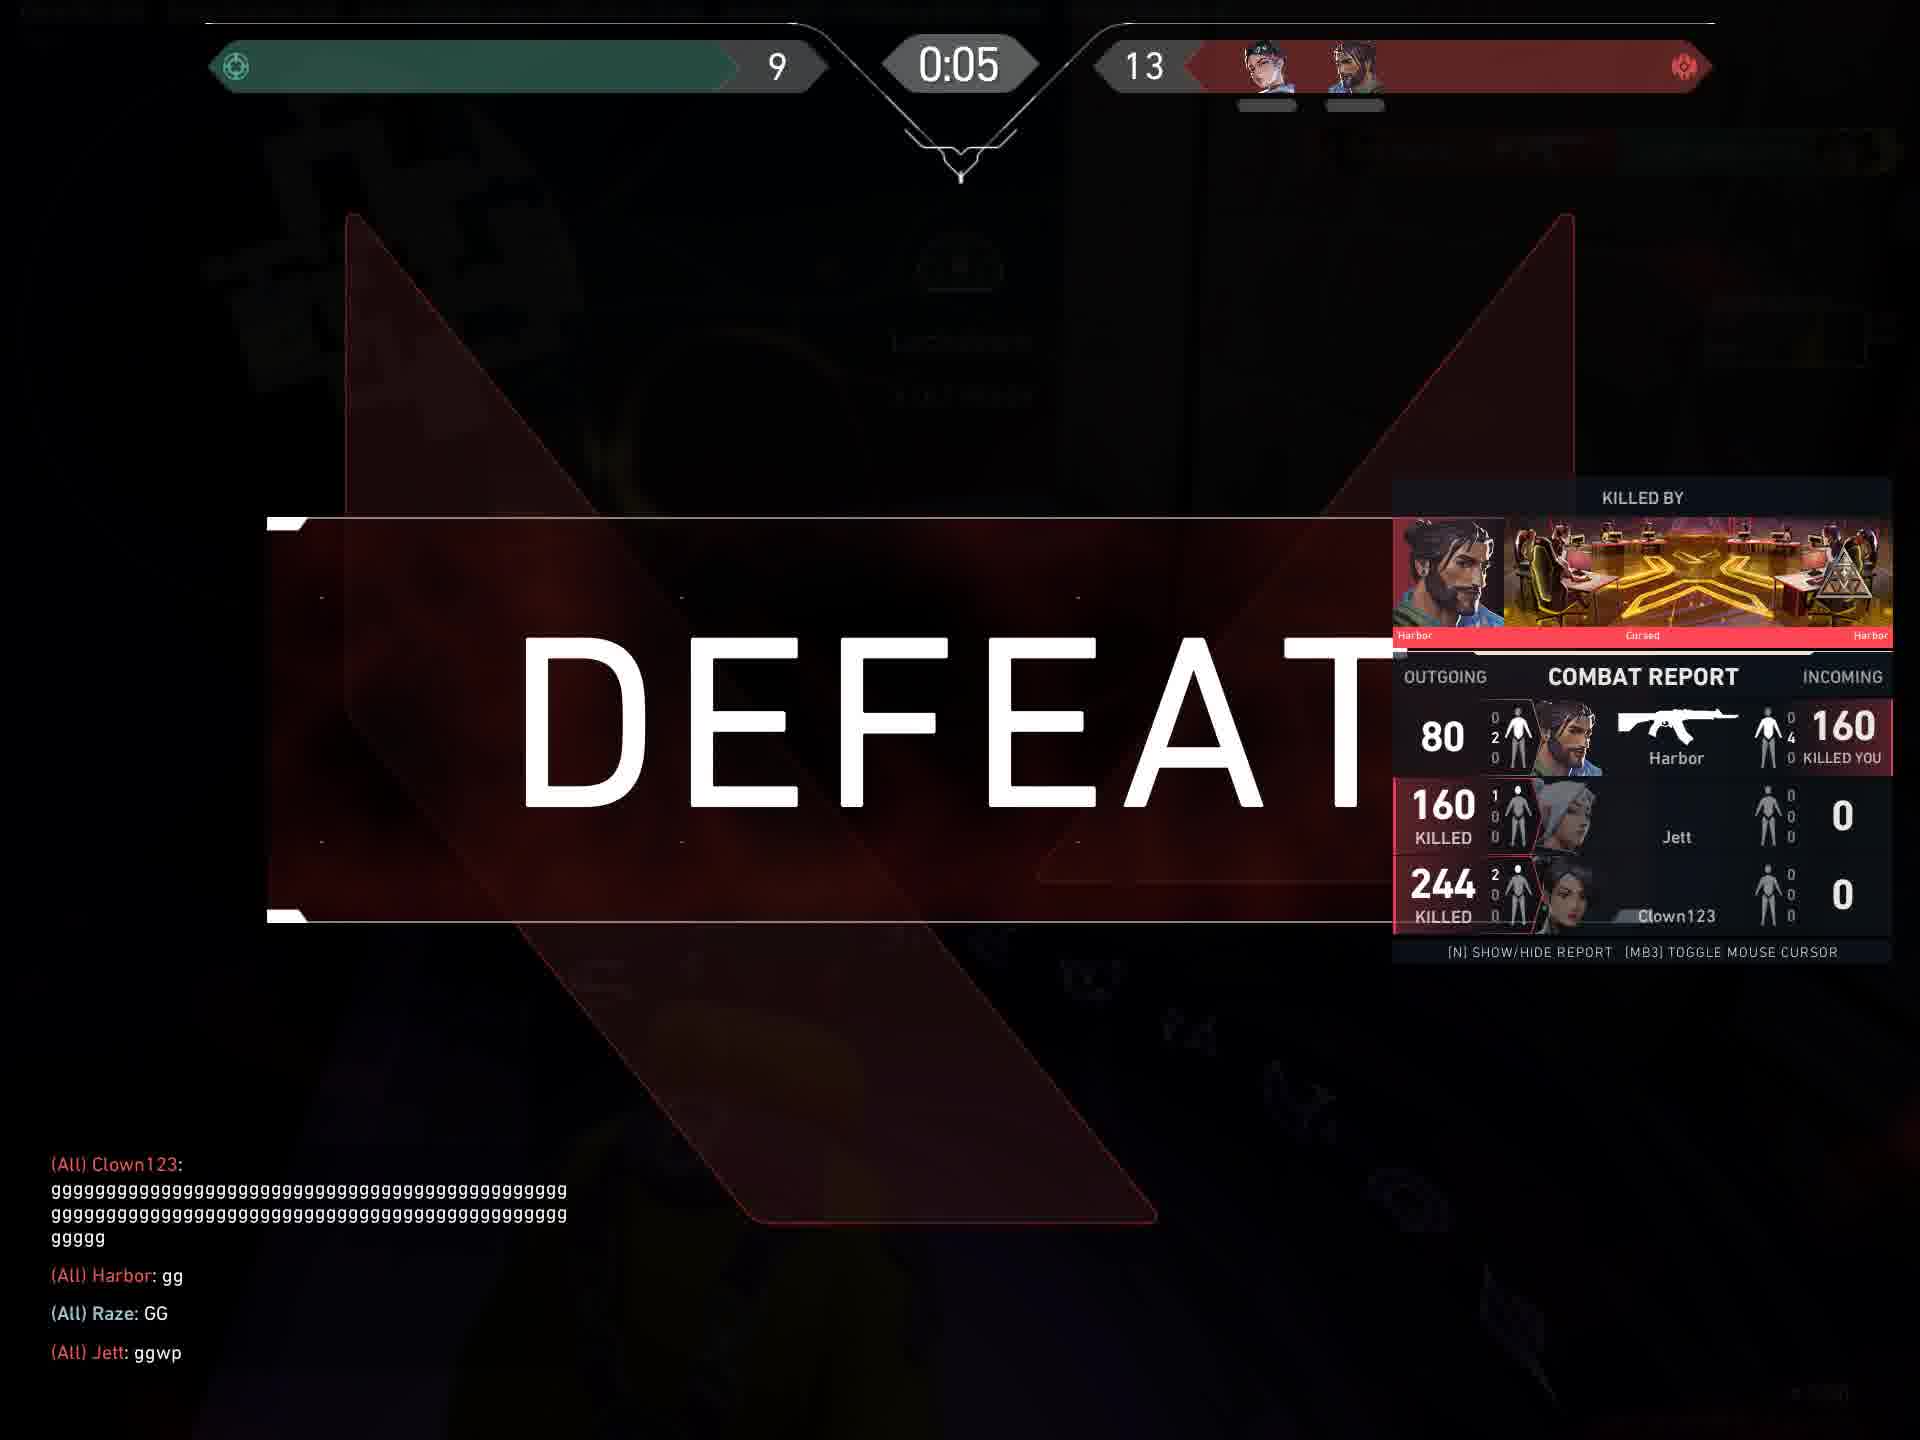 9
0:05
13
KILLED BY
Harbor Cursed Harbor
OUTGOING COMBAT REPORT INCOMING
80
0
2
0
Harbor
0
4
0
160
KILLED YOU
160
KILLED
1
0
0
Jett
0
0
0
0
244
KILLED
2
0
0
Clown123
0
0
0
0
[N] SHOW/HIDE REPORT [MB3] TOGGLE MOUSE CURSOR
DEFEAT
(All) Clown123:
ggggggggggggggggggggggggggggggggggggggggggggggg
ggggggggggggggggggggggggggggggggggggggggggggggg
ggggg
(All) Harbor: gg
(All) Raze: GG
(All) Jett: ggwp